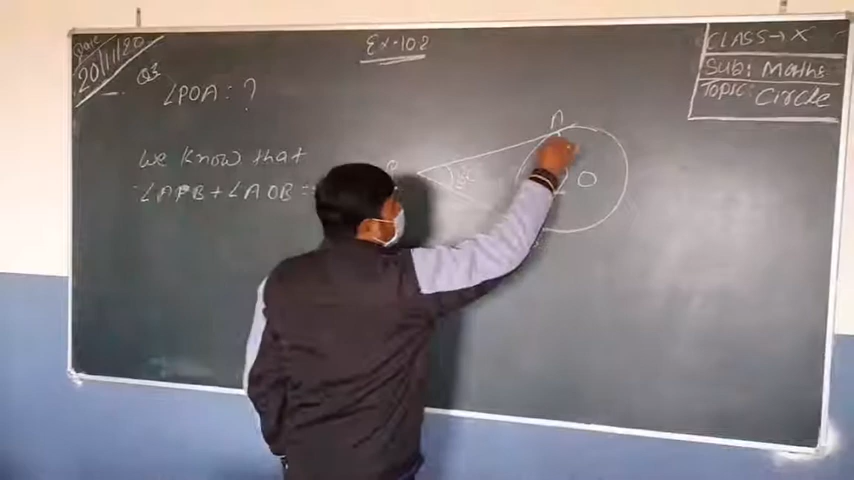 Date
20/11/20
Ex-10.2
CLASS→X
Sub: Maths
Topic: Circle
Q3
∠POA = ?
We know that
∠APB + ∠AOB =
P
A
O